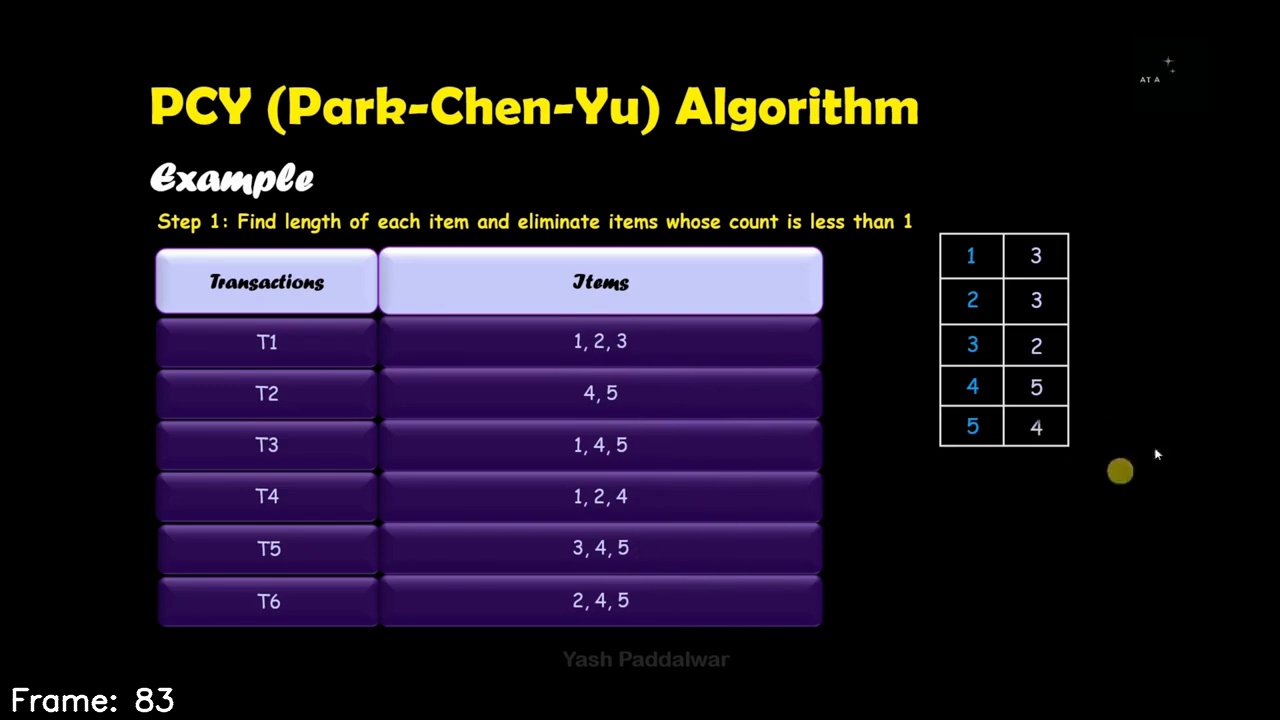 AT A
PCY (Park-Chen-Yu) Algorithm
Example
Step 1: Find length of each item and eliminate items whose count is less than 1
Transactions Items
T1 1, 2, 3
T2 4, 5
T3 1, 4, 5
T4 1, 2, 4
T5 3, 4, 5
T6 2, 4, 5
1 3
2 3
3 2
4 5
5 4
Yash Paddalwar
Frame: 83